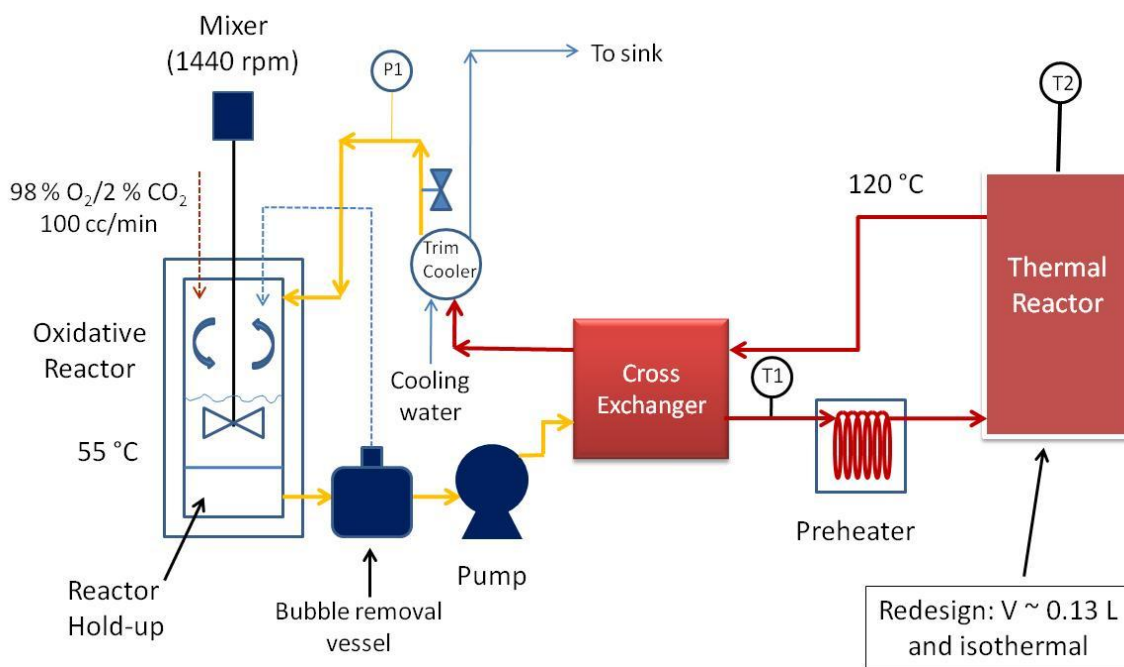 Mixer
(1440 rpm)
P1
To sink
T2
98 % O₂/2 % CO₂
100 cc/min
120 °C
Trim
Cooler
Thermal
Reactor
Oxidative
Reactor
Cooling
water
Cross
Exchanger
T1
55 °C
Preheater
Pump
Reactor
Hold-up
Bubble removal
vessel
Redesign: V ~ 0.13 L
and isothermal